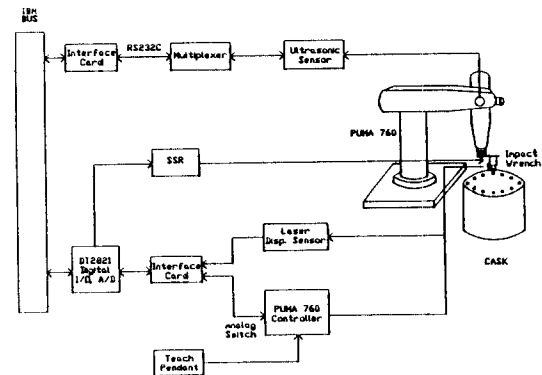 IBM
BUS
Interface
Card
RS232C
Multiplexer
Ultrasonic
Sensor
PUMA 760
SSR
Impact
Wrench
Laser
Disp. Sensor
DT2821
Digital
I/O, A/D
Interface
Card
CASK
PUMA 760
Controller
Analog
Switch
Teach
Pendant